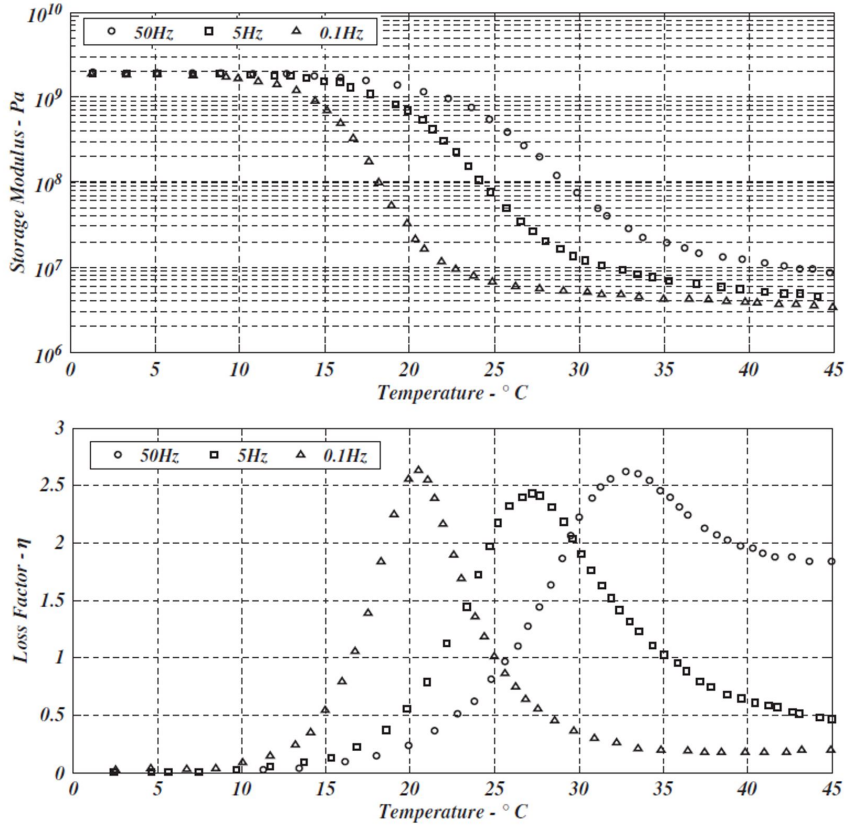 10^10
50Hz 5Hz 0.1Hz
10^9
10^8
10^7
10^6
Storage Modulus - Pa
0 5 10 15 20 25 30 35 40 45
Temperature - ° C
3
50Hz 5Hz 0.1Hz
2.5
2
1.5
1
0.5
0
Loss Factor - η
0 5 10 15 20 25 30 35 40 45
Temperature - ° C